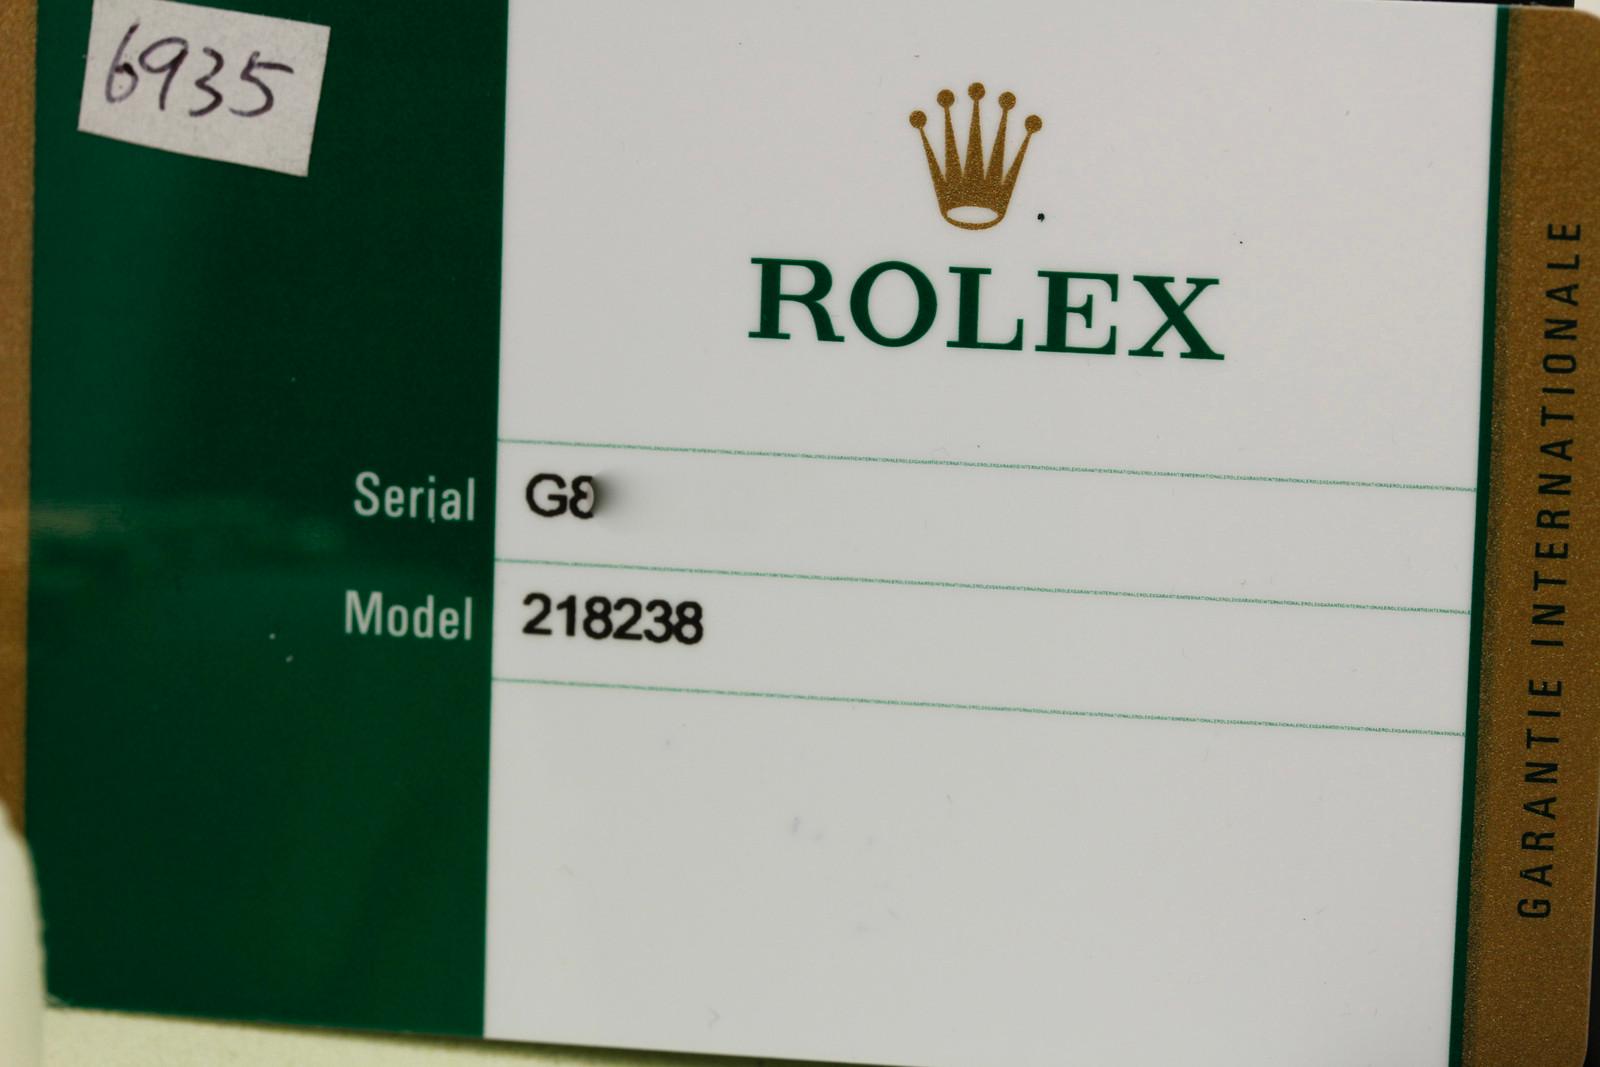 6935
ROLEX
Serial G8
Model 218238
GARANTIE INTERNATIONALE